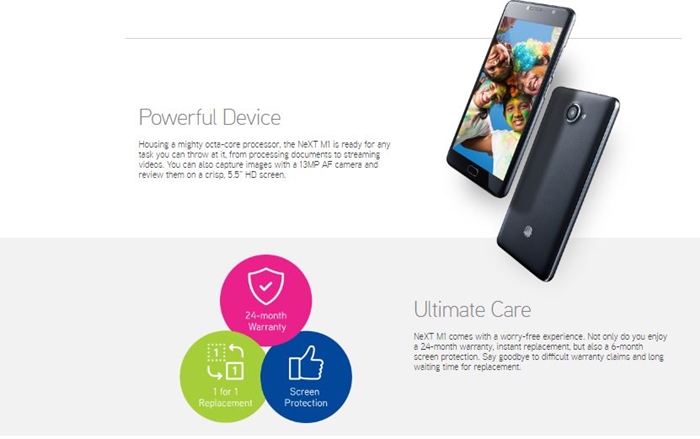 Powerful Device
Housing a mighty octa-core processor, the NeXT M1 is ready for any
task you can throw at it, from processing documents to streaming
videos. You can also capture images with a 13MP AF camera and
review them on a crisp, 5.5" HD screen.
24-month
Warranty
1
1
1 for 1
Replacement
Screen
Protection
Ultimate Care
NeXT M1 comes with a worry-free experience. Not only do you enjoy
a 24-month warranty, instant replacement, but also a 6-month
screen protection. Say goodbye to difficult warranty claims and long
waiting time for replacement.